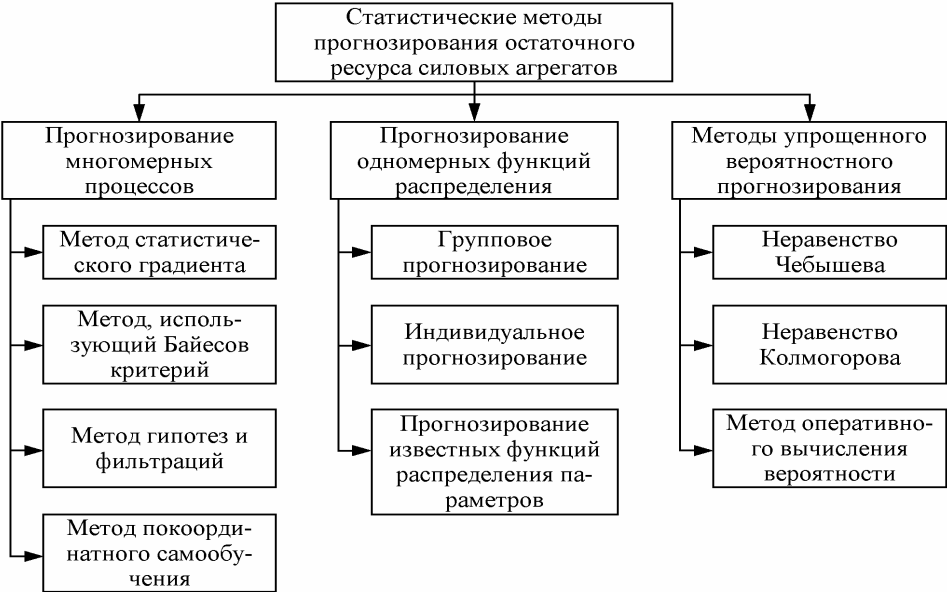 Статистические методы
прогнозирования остаточного
ресурса силовых агрегатов
Прогнозирование
многомерных
процессов
Метод статистиче-
ского градиента
Метод, исполь-
зующий Байесов
критерий
Метод гипотез и
фильтраций
Метод покоорди-
натного самообу-
чения
Прогнозирование
одномерных функций
распределения
Групповое
прогнозирование
Индивидуальное
прогнозирование
Прогнозирование
известных функций
распределения па-
раметров
Методы упрощенного
вероятностного
прогнозирования
Неравенство
Чебышева
Неравенство
Колмогорова
Метод оперативно-
го вычисления
вероятности